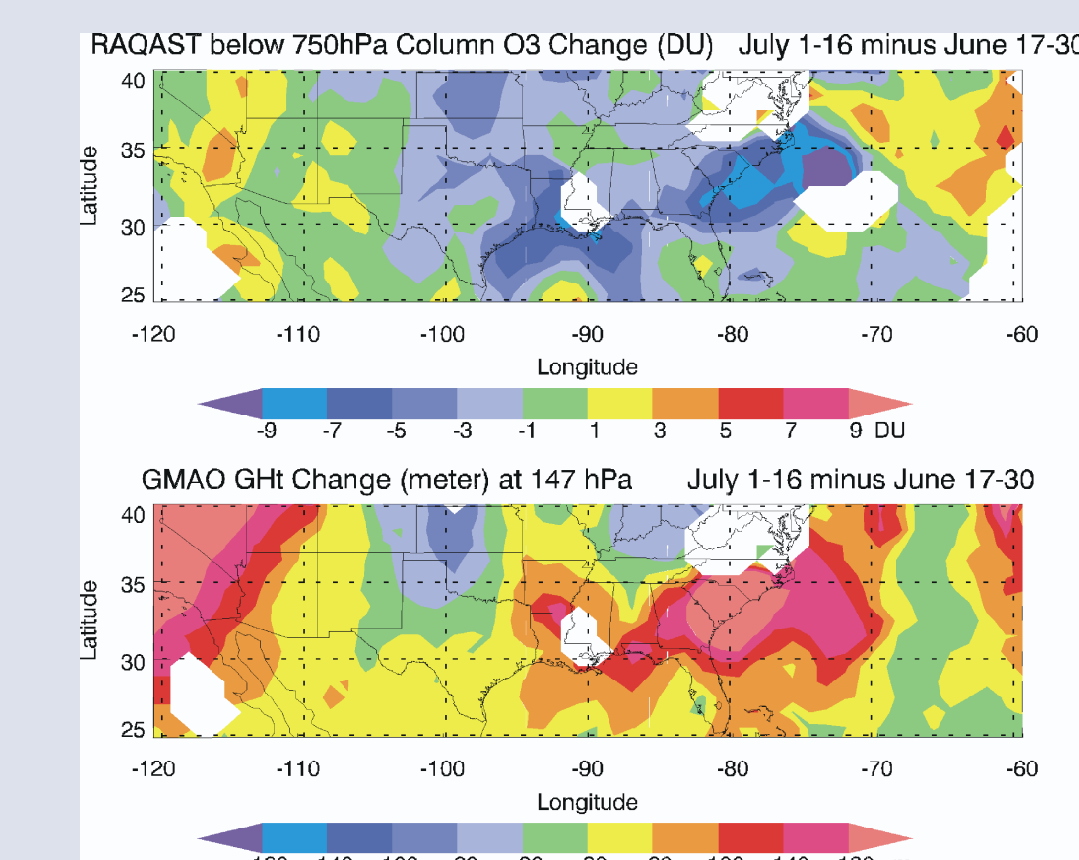 RAQAST below 750hPa Column O3 Change (DU) July 1-16 minus June 17-30
40
35
30
25
Latitude
-120 -110 -100 -90 -80 -70 -60
Longitude
-9 -7 -5 -3 -1 1 3 5 7 9 DU
GMAO GHt Change (meter) at 147 hPa July 1-16 minus June 17-30
40
35
30
25
Latitude
-120 -110 -100 -90 -80 -70 -60
Longitude